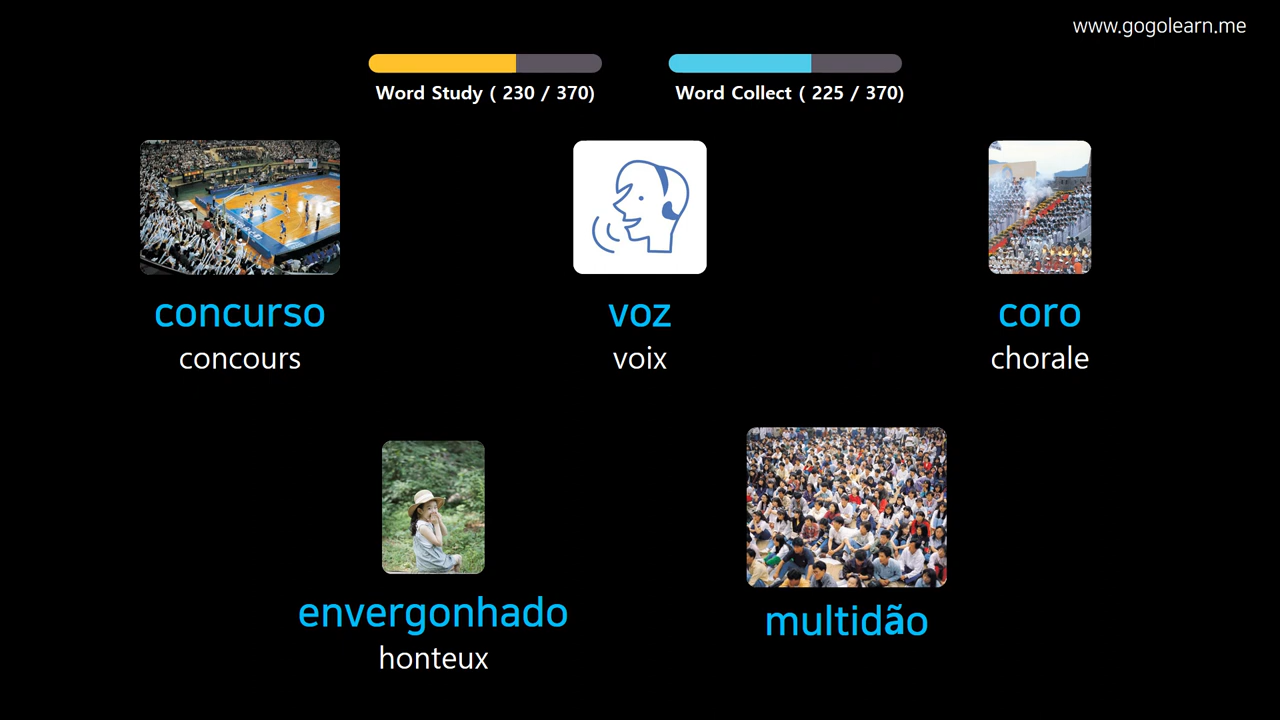 www.gogolearn.me
Word Study ( 230 / 370)
Word Collect ( 225 / 370)
concurso
concours
voz
voix
coro
chorale
envergonhado
honteux
multidão